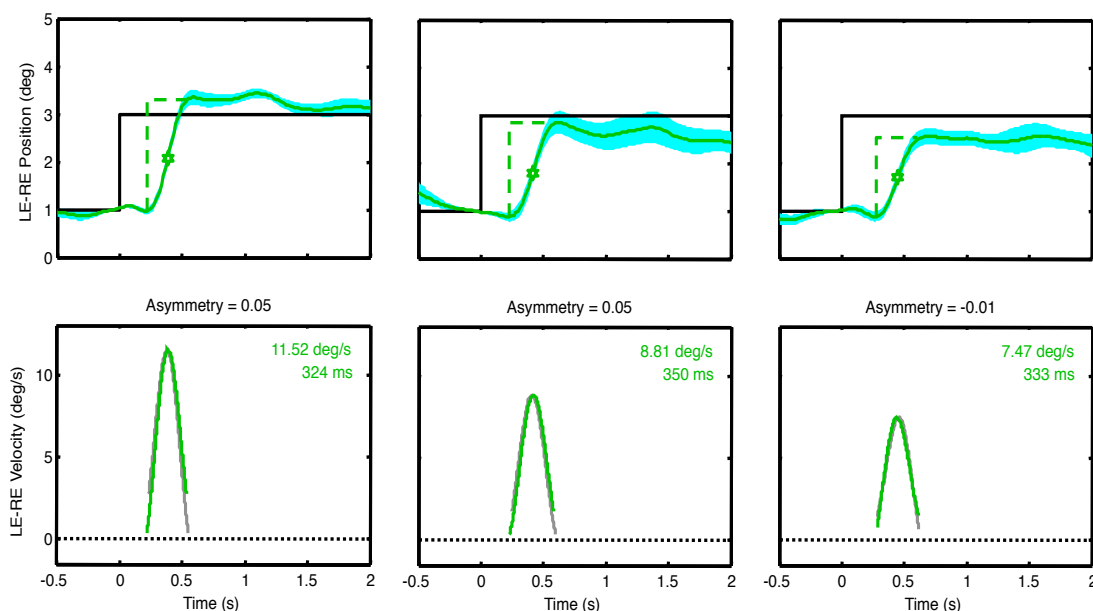 5
4
3
2
1
0
LE-RE Position (deg)
Asymmetry = 0.05
Asymmetry = 0.05
Asymmetry = -0.01
10
5
0
LE-RE Velocity (deg/s)
11.52 deg/s
324 ms
8.81 deg/s
350 ms
7.47 deg/s
333 ms
-0.5 0 0.5 1 1.5 2
-0.5 0 0.5 1 1.5 2
-0.5 0 0.5 1 1.5 2
Time (s)
Time (s)
Time (s)